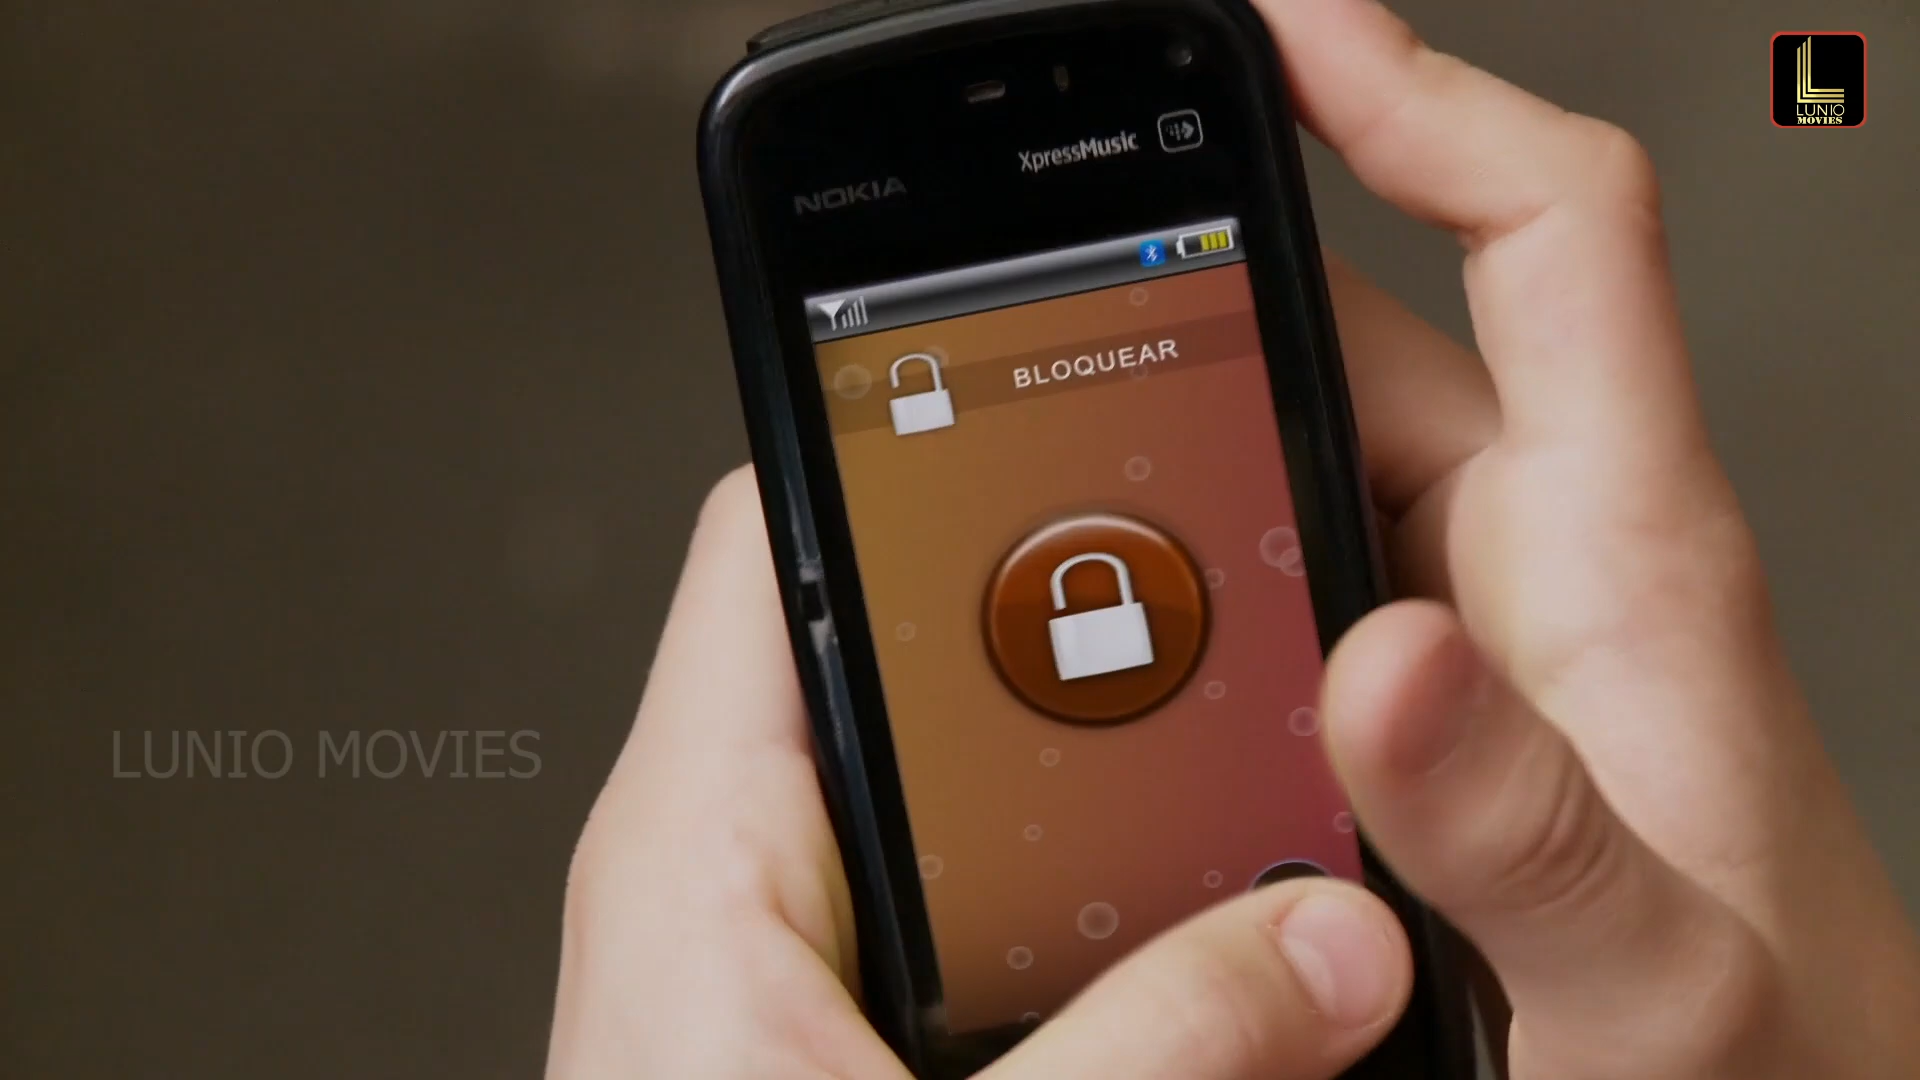 LUNIO
MOVIES
XpressMusic
NOKIA
BLOQUEAR
LUNIO MOVIES